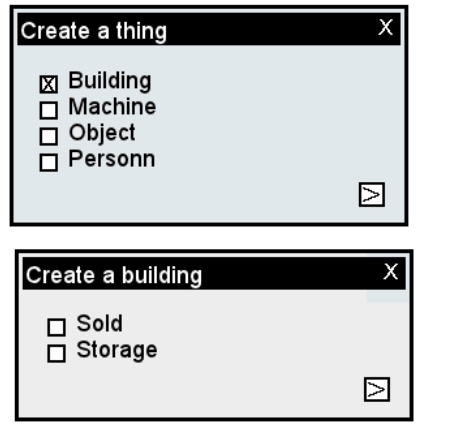 Create a thing X
Building
Machine
Object
Personn
>
Create a building X
Sold
Storage
>